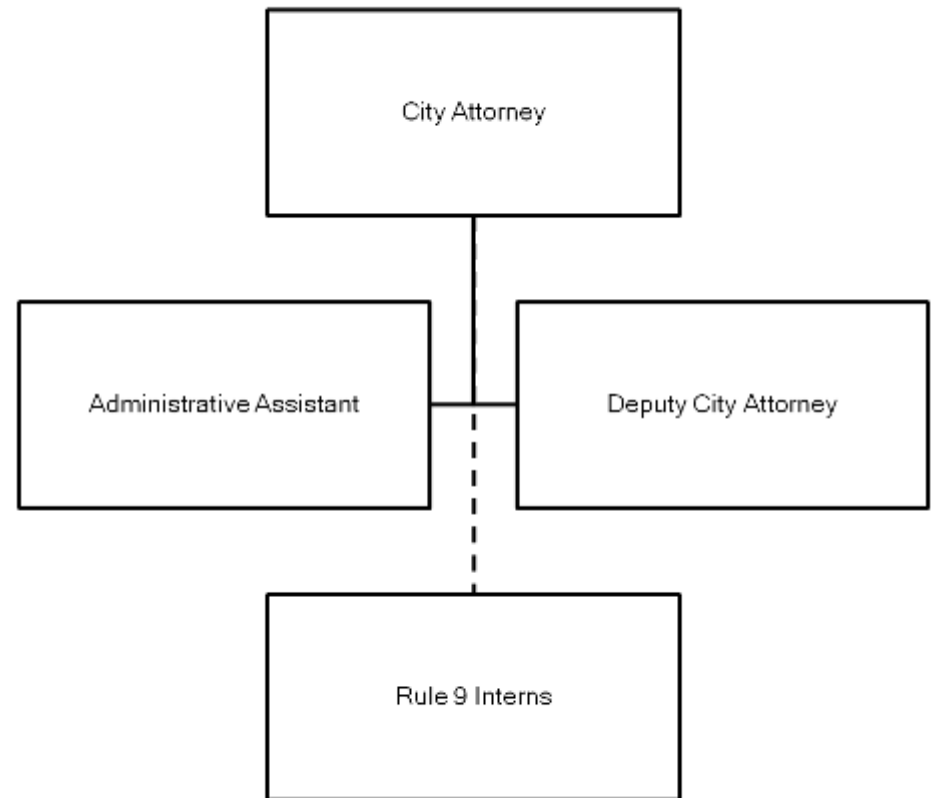 City Attorney
Administrative Assistant
Deputy City Attorney
Rule 9 Interns